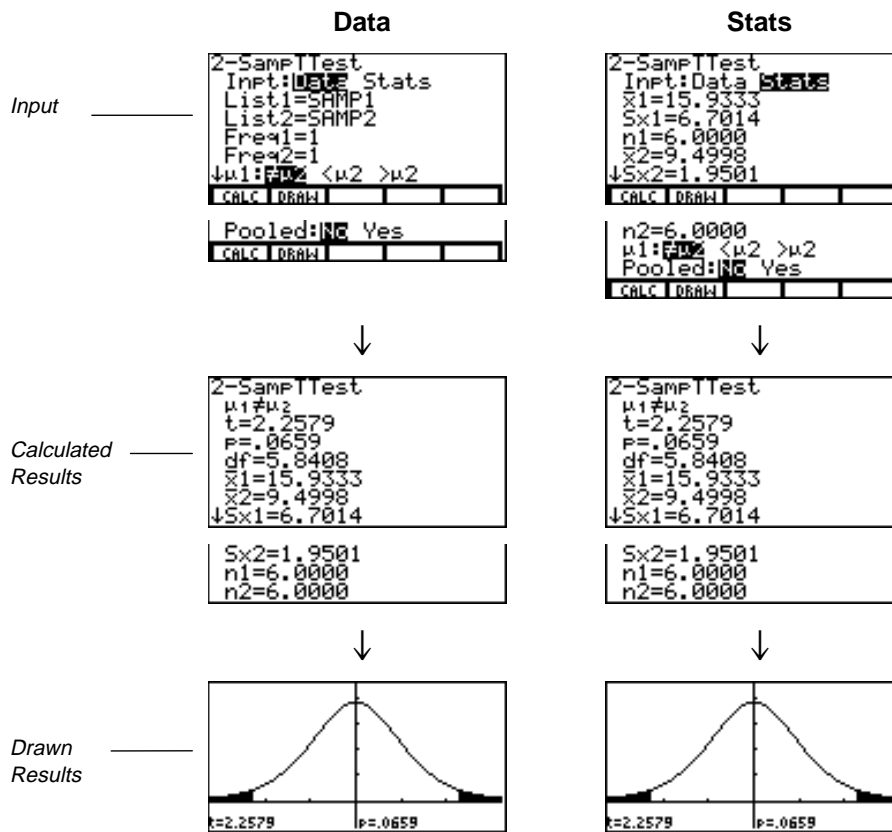 Data
Stats
Input
2-SampTTest
Inpt:Data Stats
List1=SAMP1
List2=SAMP2
Freq1=1
Freq2=1
↓μ1:≠μ2 <μ2 >μ2
CALC DRAW
Pooled:No Yes
CALC DRAW
2-SampTTest
Inpt:Data Stats
x̄1=15.9333
Sx1=6.7014
n1=6.0000
x̄2=9.4998
↓Sx2=1.9501
CALC DRAW
n2=6.0000
μ1:≠μ2 <μ2 >μ2
Pooled:No Yes
CALC DRAW
↓
↓
Calculated
Results
2-SampTTest
μ1≠μ2
t=2.2579
p=.0659
df=5.8408
x̄1=15.9333
x̄2=9.4998
↓Sx1=6.7014
Sx2=1.9501
n1=6.0000
n2=6.0000
2-SampTTest
μ1≠μ2
t=2.2579
p=.0659
df=5.8408
x̄1=15.9333
x̄2=9.4998
↓Sx1=6.7014
Sx2=1.9501
n1=6.0000
n2=6.0000
↓
↓
Drawn
Results
t=2.2579 p=.0659
t=2.2579 p=.0659